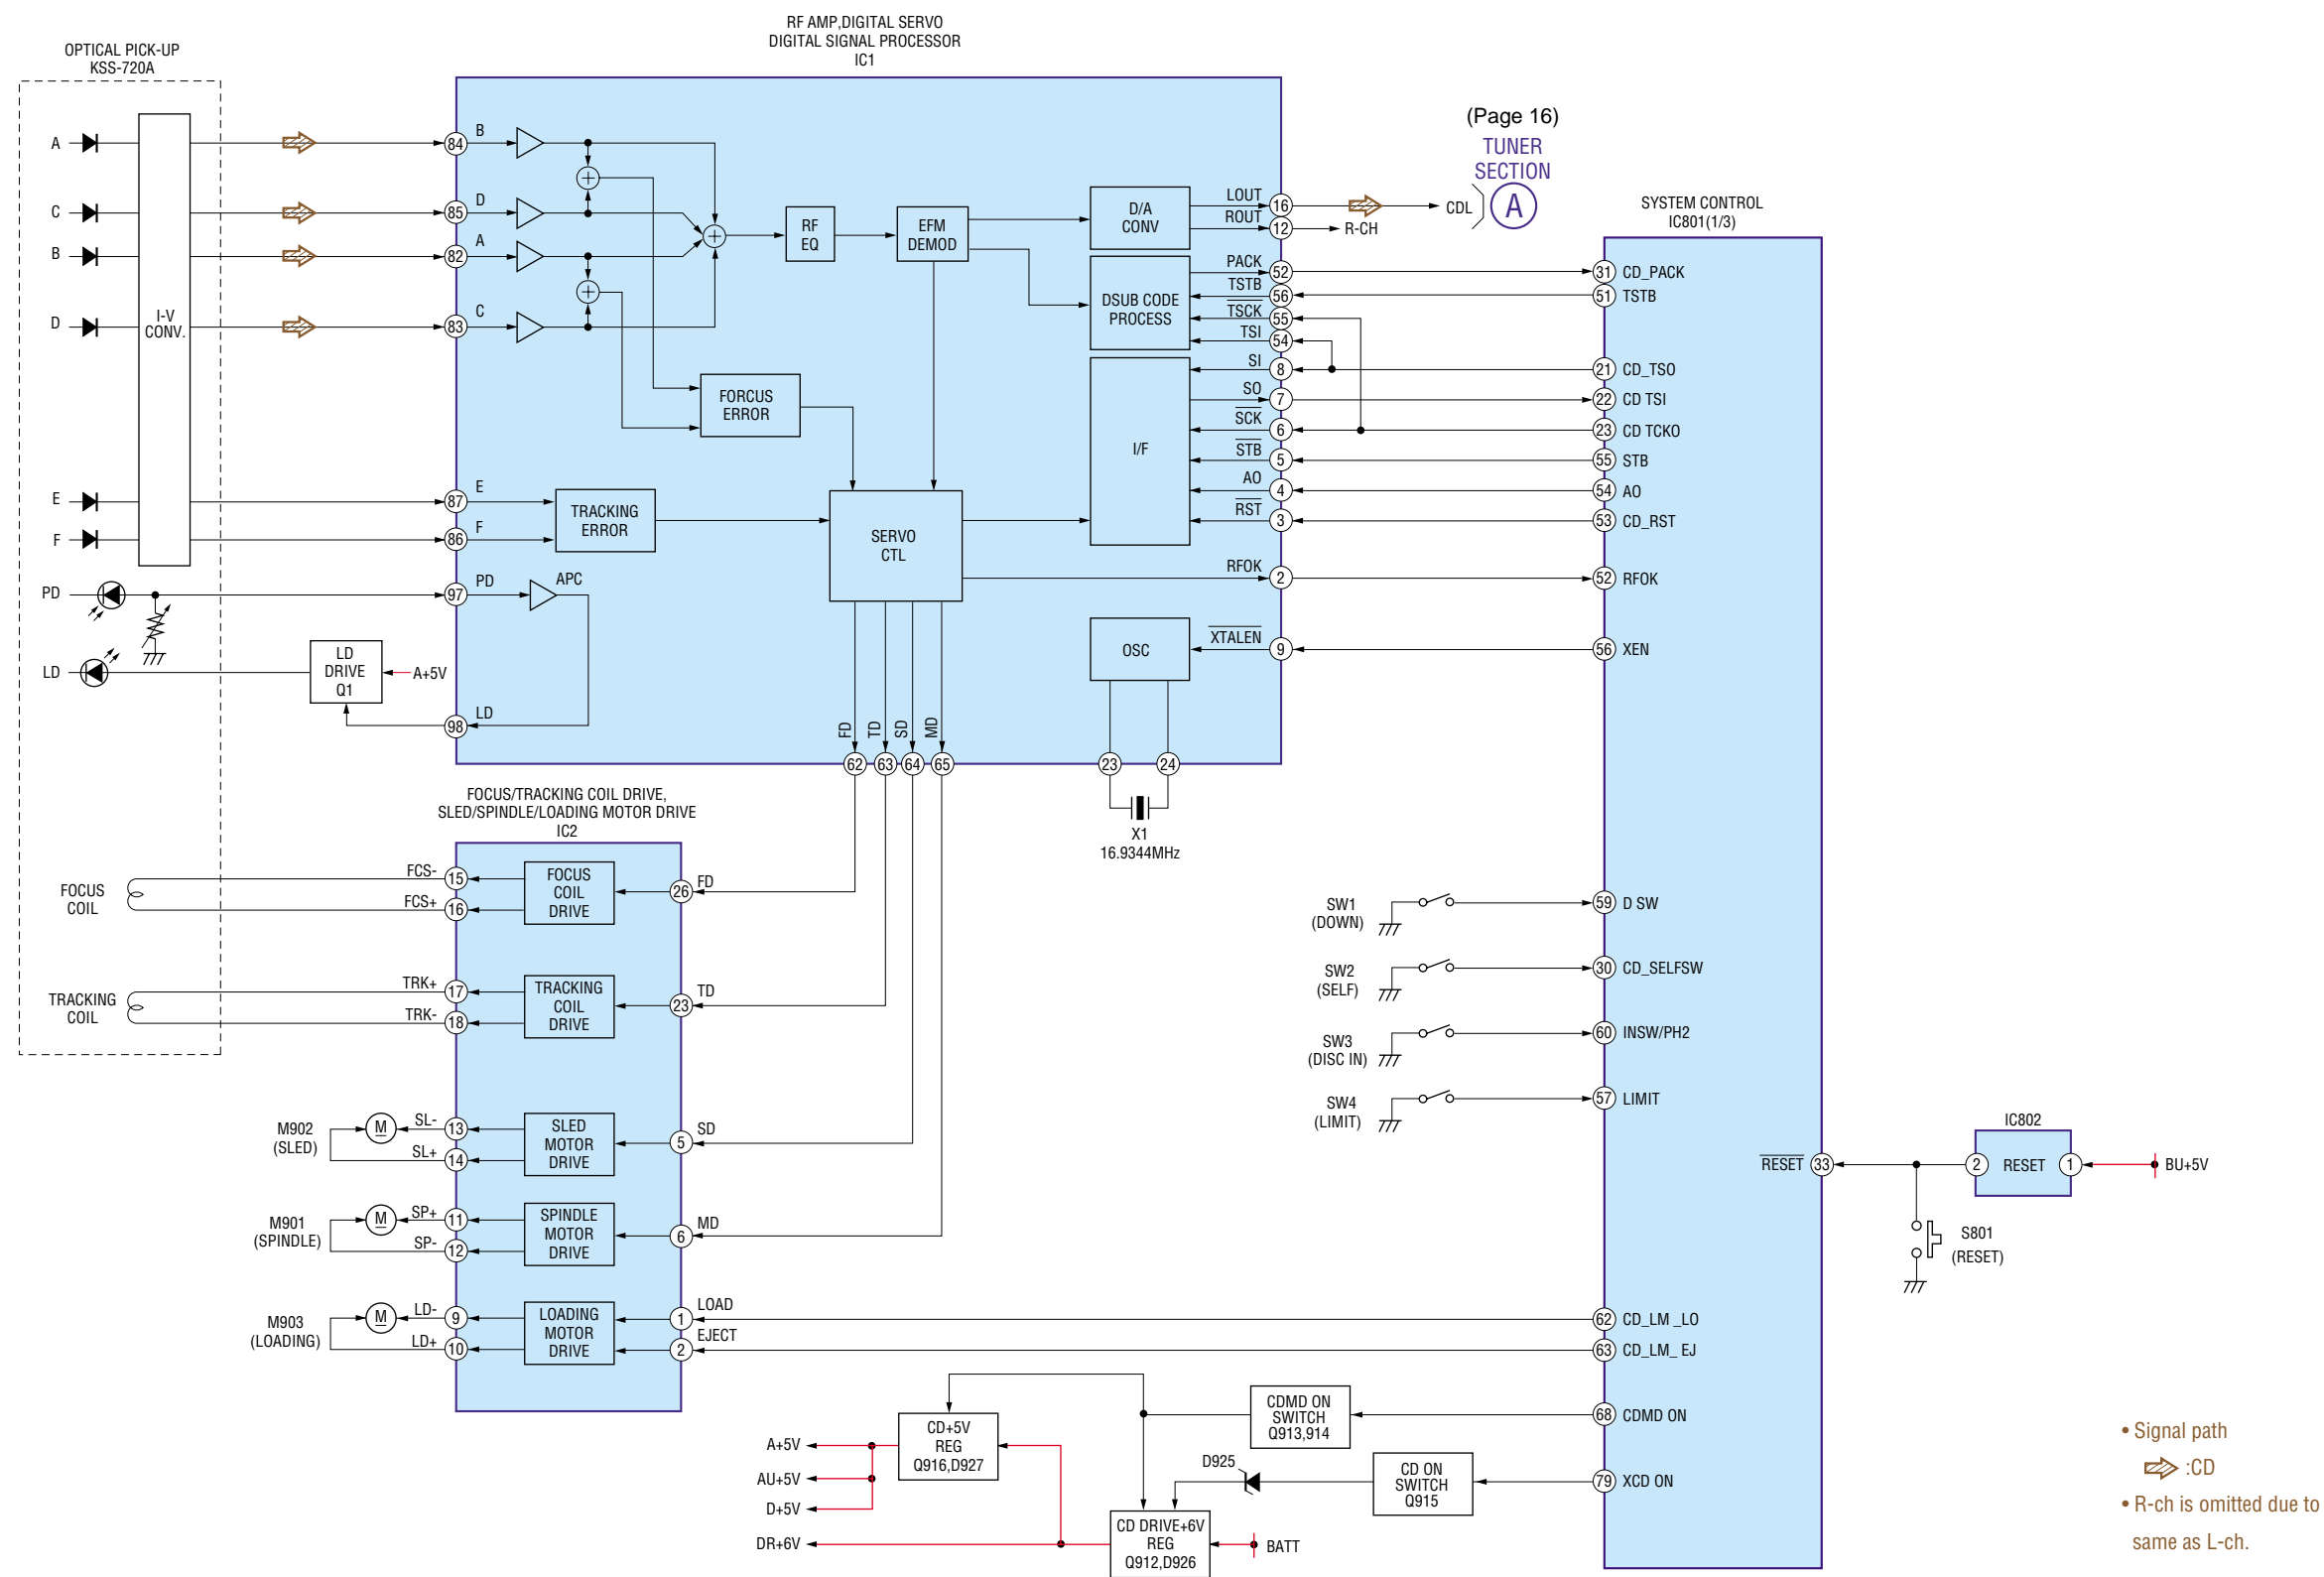 RF AMP,DIGITAL SERVO
DIGITAL SIGNAL PROCESSOR
IC1
OPTICAL PICK-UP
KSS-720A
A
C
B
D
I-V
CONV.
E
F
PD
LD
LD
DRIVE
Q1
A+5V
84
B
85
D
82
A
83
C
87
E
86
F
97
PD
APC
98
LD
RF
EQ
EFM
DEMOD
FORCUS
ERROR
TRACKING
ERROR
SERVO
CTL
D/A
CONV
DSUB CODE
PROCESS
I/F
OSC
LOUT
16
ROUT
12
PACK
52
TSTB
56
TSCK
55
TSI
54
SI
8
SO
7
SCK
6
STB
5
AO
4
RST
3
RFOK
2
XTALEN
9
FD
TD
SD
MD
62
63
64
65
23
24
X1
16.9344MHz
(Page 16)
TUNER
SECTION
CDL
A
R-CH
SYSTEM CONTROL
IC801(1/3)
31 CD_PACK
51 TSTB
21 CD_TSO
22 CD TSI
23 CD TCKO
55 STB
54 AO
53 CD_RST
52 RFOK
56 XEN
FOCUS/TRACKING COIL DRIVE,
SLED/SPINDLE/LOADING MOTOR DRIVE
IC2
FOCUS
COIL
FCS-
15
FCS+
16
FOCUS
COIL
DRIVE
26
FD
TRACKING
COIL
TRK+
17
TRK-
18
TRACKING
COIL
DRIVE
23
TD
M902
(SLED)
M
SL-
13
SL+
14
SLED
MOTOR
DRIVE
5
SD
M901
(SPINDLE)
M
SP+
11
SP-
12
SPINDLE
MOTOR
DRIVE
6
MD
M903
(LOADING)
M
LD-
9
LD+
10
LOADING
MOTOR
DRIVE
1
LOAD
2
EJECT
SW1
(DOWN)
59 D SW
SW2
(SELF)
30 CD_SELFSW
SW3
(DISC IN)
60 INSW/PH2
SW4
(LIMIT)
57 LIMIT
RESET 33
IC802
2 RESET 1
BU+5V
S801
(RESET)
62 CD_LM _LO
63 CD_LM_ EJ
68 CDMD ON
79 XCD ON
CDMD ON
SWITCH
Q913,914
CD+5V
REG
Q916,D927
A+5V
AU+5V
D+5V
DR+6V
D925
CD ON
SWITCH
Q915
CD DRIVE+6V
REG
Q912,D926
BATT
• Signal path
:CD
• R-ch is omitted due to
same as L-ch.